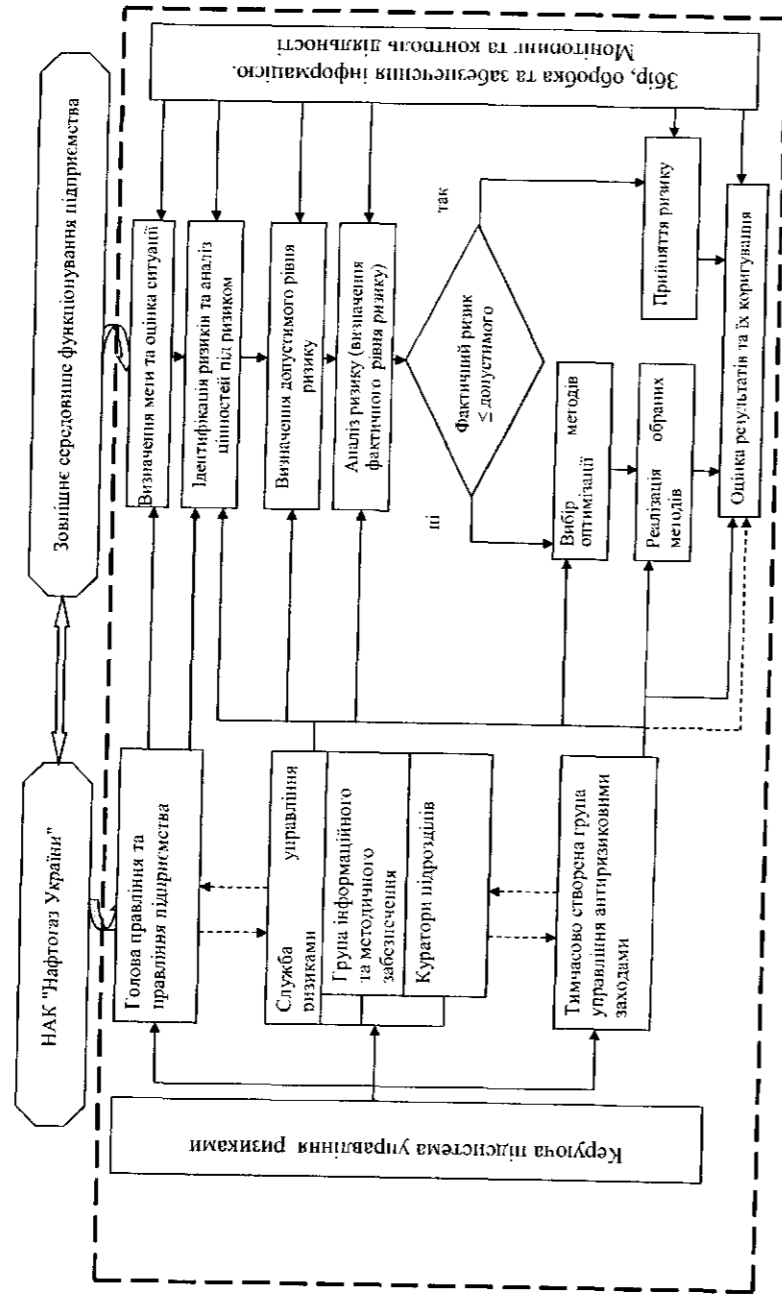 НАК "Нафтогаз України"
Зовнішнє середовище функціонування підприємства
Керуюча підсистема управління ризиками
Голова правління та
правління підприємства
Служба управління
ризиками
Група інформаційного
та методичного
забезпечення
Куратори підрозділів
Тимчасово створена група
управління антиризиковими
заходами
Визначення мети та оцінка ситуації
Ідентифікація ризиків та аналіз
цінностей під ризиком
Визначення допустимого рівня
ризику
Аналіз ризику (визначення
фактичного рівня ризику)
Фактичний ризик
≤ допустимого
ні
так
Вибір методів
оптимізації
Реалізація обраних
методів
Прийняття ризику
Оцінка результатів та їх коригування
Збір, обробка та забезпечення інформацією.
Моніторинг та контроль діяльності